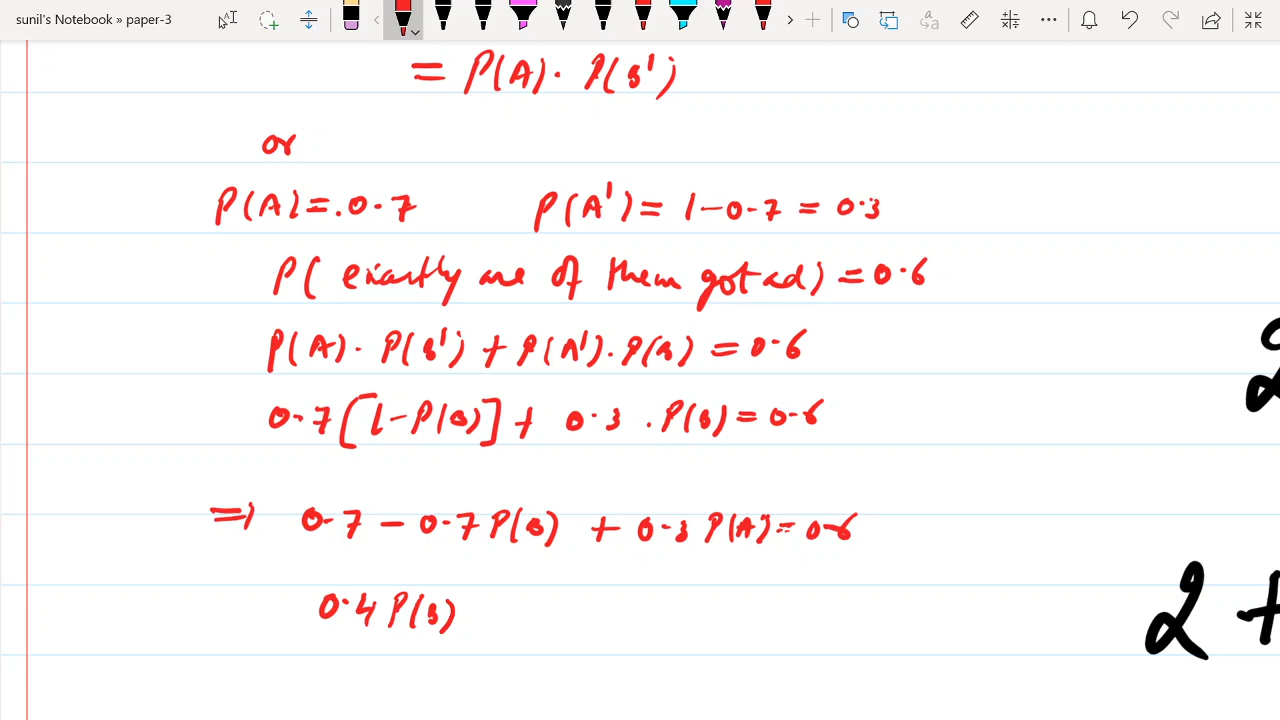 sunil's Notebook » paper-3
= P(A) · P(B')
or
P(A) = .0.7 P(A') = 1-0.7 = 0.3
P( exactly one of them got ad) = 0.6
P(A) · P(B') + P(A') · P(B) = 0.6
0.7[1-P(B)] + 0.3 . P(B) = 0.6
=> 0.7 - 0.7 P(B) + 0.3 P(A) = 0.6
0.4 P(B)
2
2 +